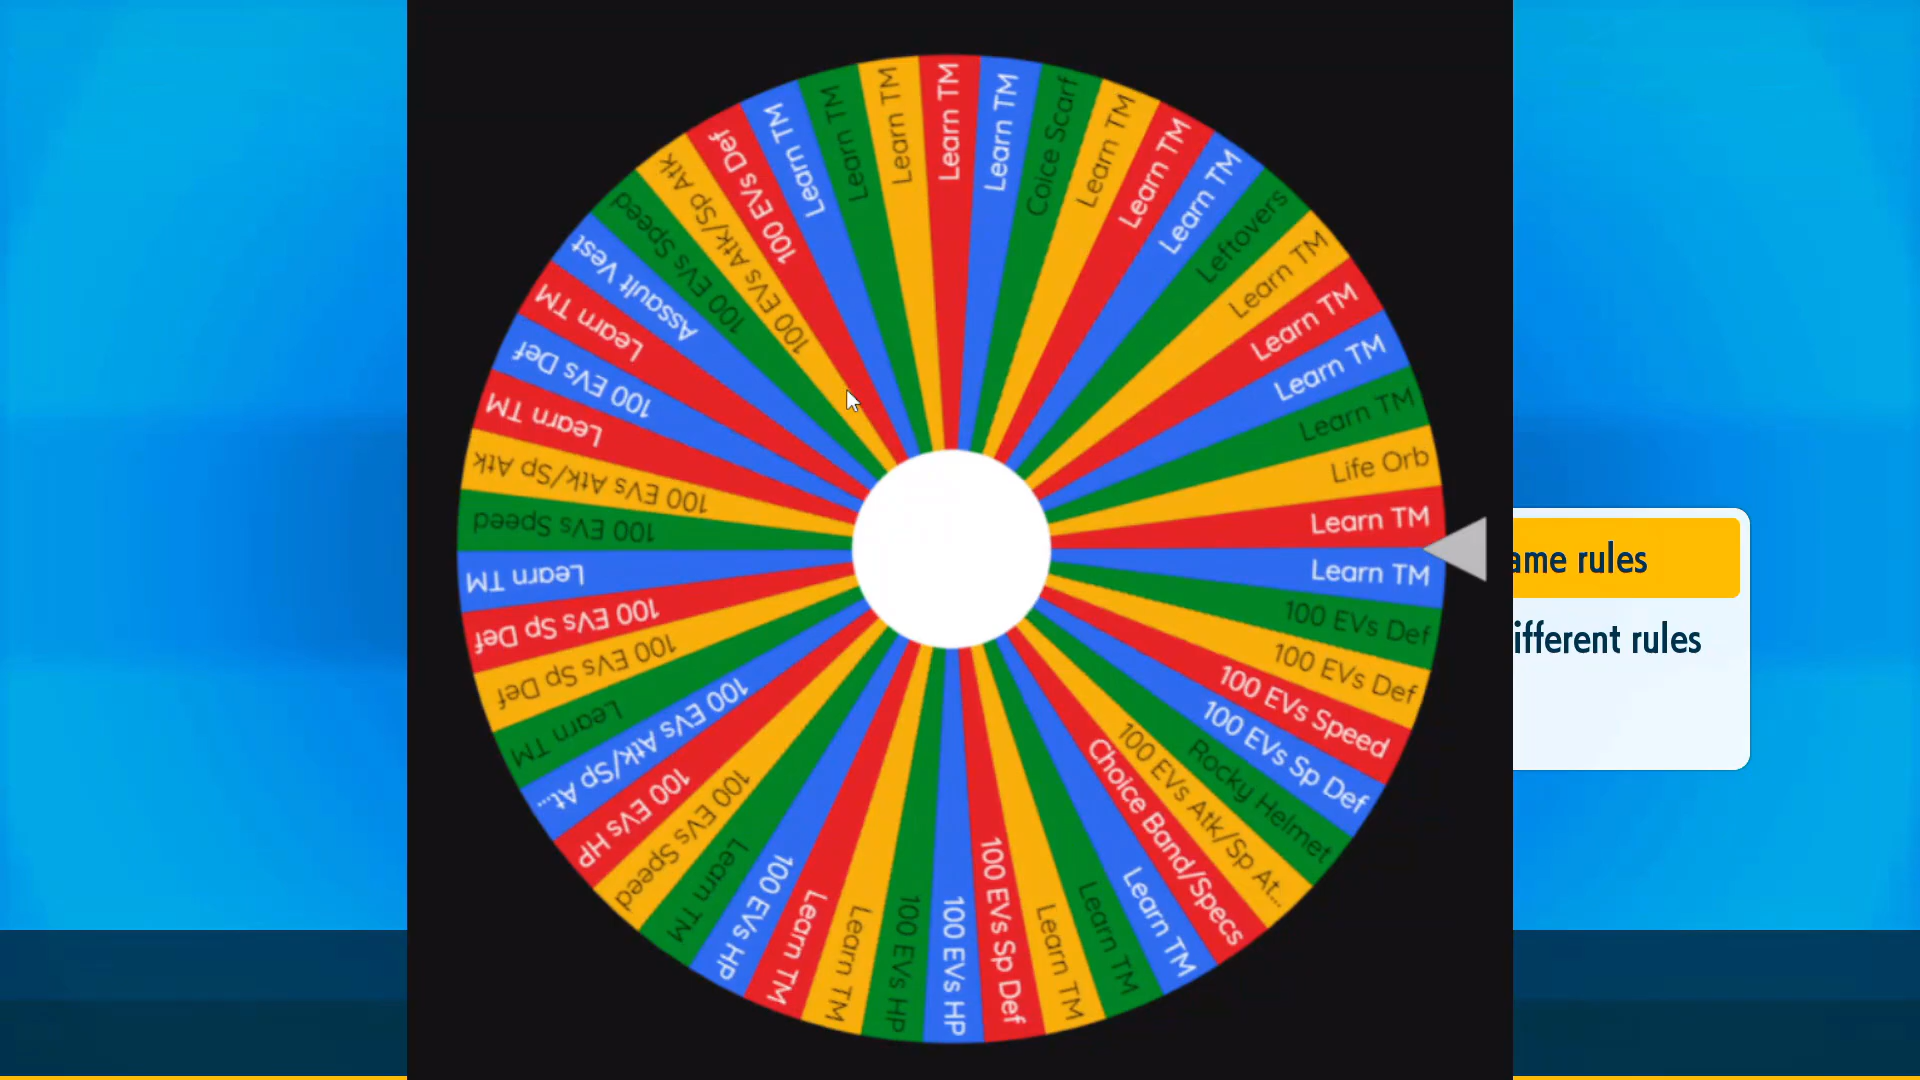 Learn TM
Learn TM
Coice Scarf
Learn TM
Learn TM
Learn TM
Leftovers
Learn TM
Learn TM
Learn TM
Learn TM
Life Orb
Learn TM
Learn TM
100 EVs Def
100 EVs Def
100 EVs Speed
100 EVs Sp Def
Rocky Helmet
100 EVs Atk/Sp At...
Choice Band/Specs
Learn TM
Learn TM
Learn TM
100 EVs Sp Def
100 EVs HP
100 EVs HP
Learn TM
Learn TM
100 EVs HP
Learn TM
100 EVs Speed
100 EVs HP
100 EVs Atk/Sp At...
Learn TM
100 EVs Sp Def
100 EVs Sp Def
Learn TM
100 EVs Speed
100 EVs Atk/Sp Atk
Learn TM
100 EVs Def
Learn TM
Assault Vest
100 EVs Speed
100 EVs Atk/Sp Atk
100 EVs Def
Learn TM
Learn TM
Learn TM
ame rules
ifferent rules